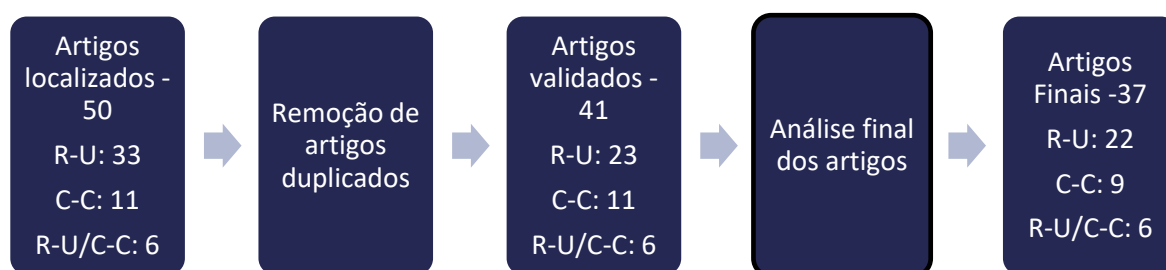 Artigos
localizados -
50
R-U: 33
C-C: 11
R-U/C-C: 6
Remoção de
artigos
duplicados
Artigos
validados -
41
R-U: 23
C-C: 11
R-U/C-C: 6
Análise final
dos artigos
Artigos
Finais -37
R-U: 22
C-C: 9
R-U/C-C: 6